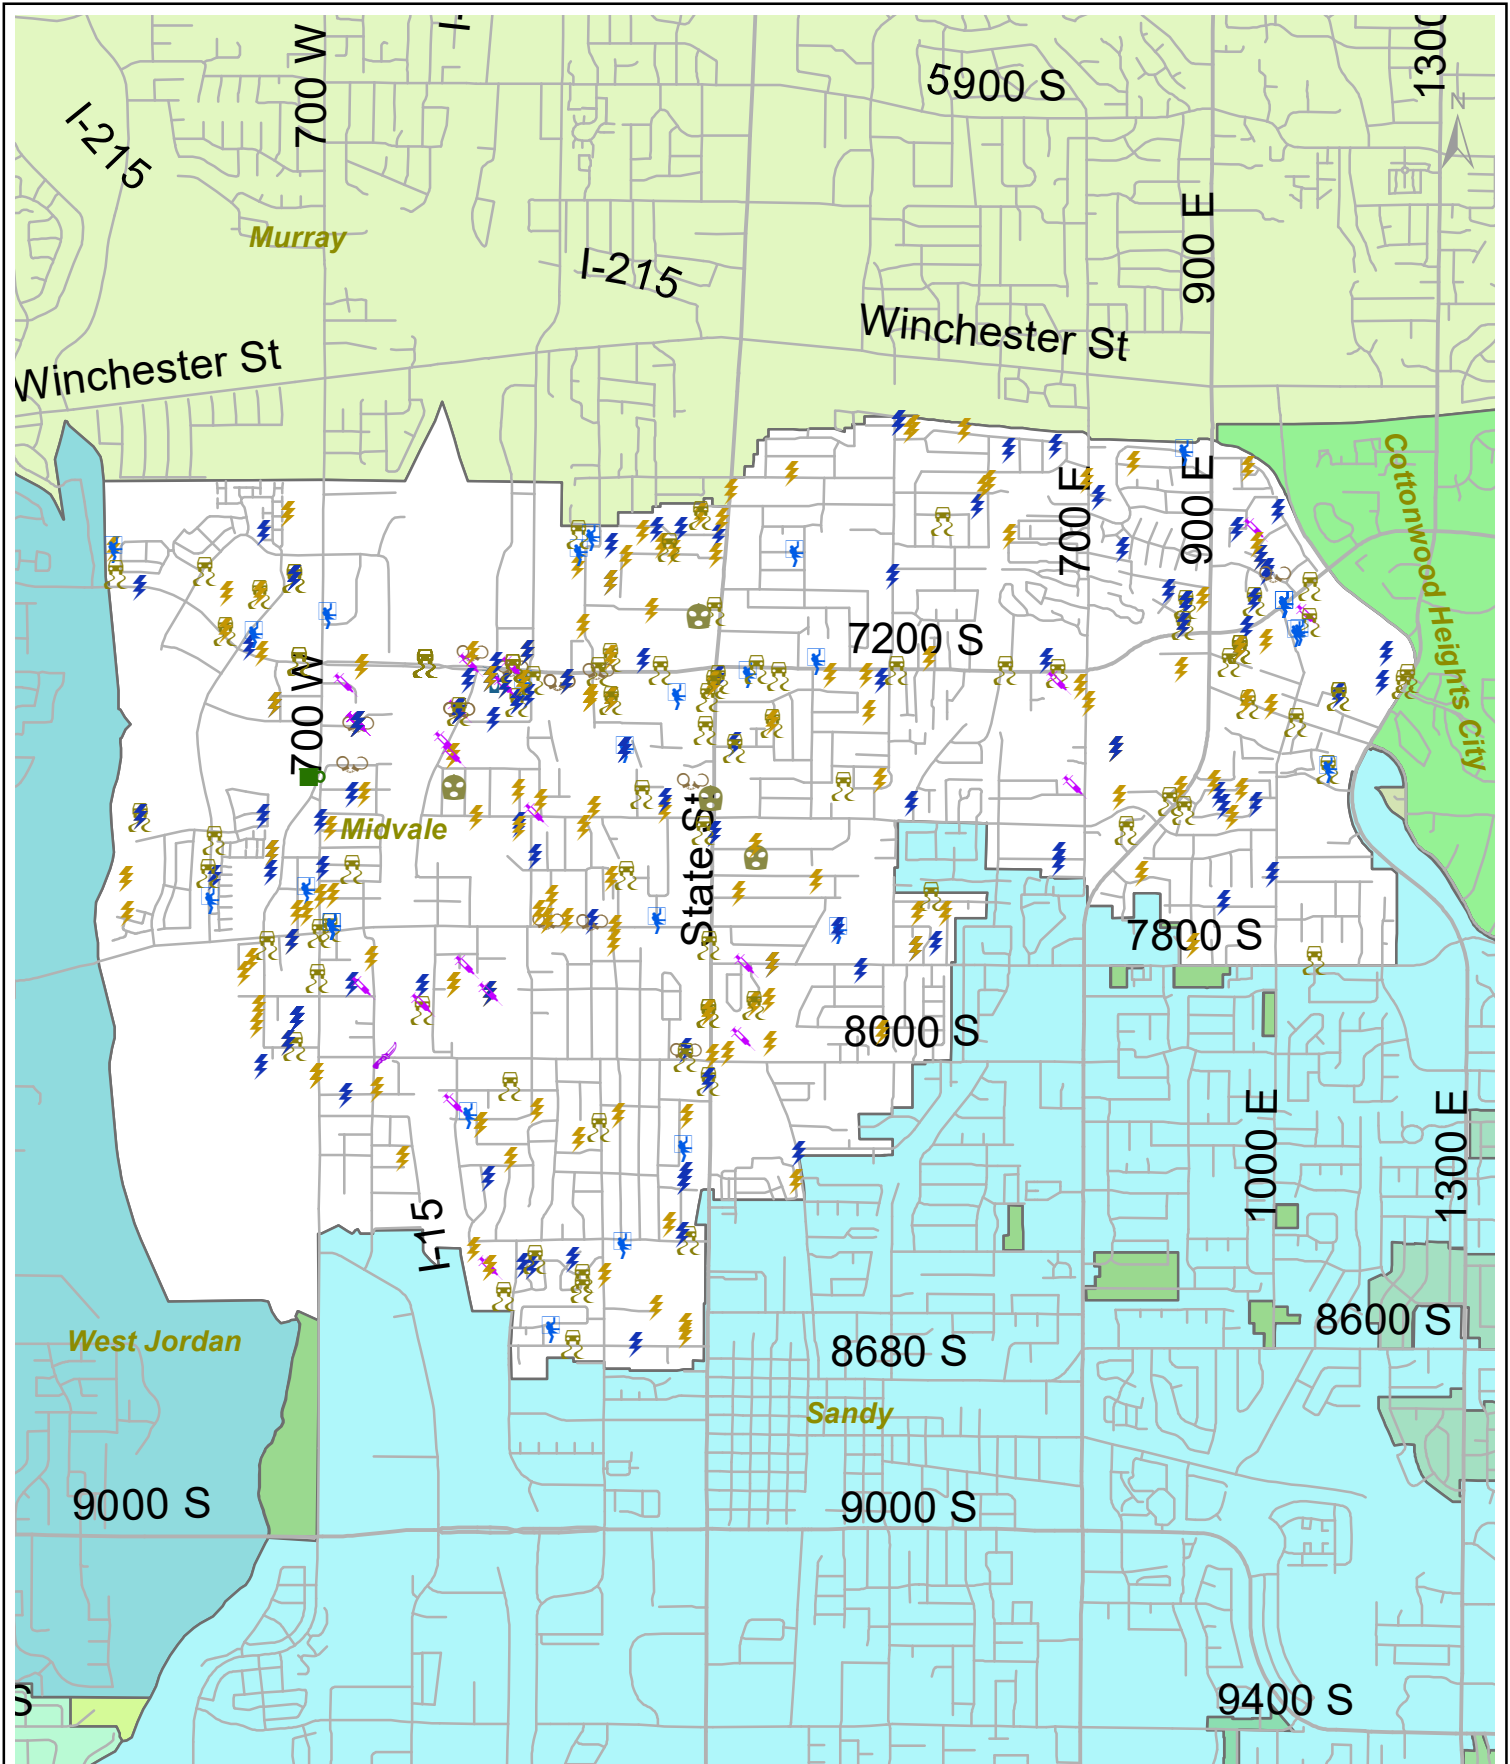 700 W
I-
5900 S
1300
N
I-215
Murray
900 E
I-215
Winchester St
Winchester St
Cottonwood Heights City
700 E
900 E
7200 S
700 W
Midvale
State St
7800 S
8000 S
1000 E
1300 E
I-15
8600 S
West Jordan
8680 S
Sandy
9000 S
9000 S
S
9400 S